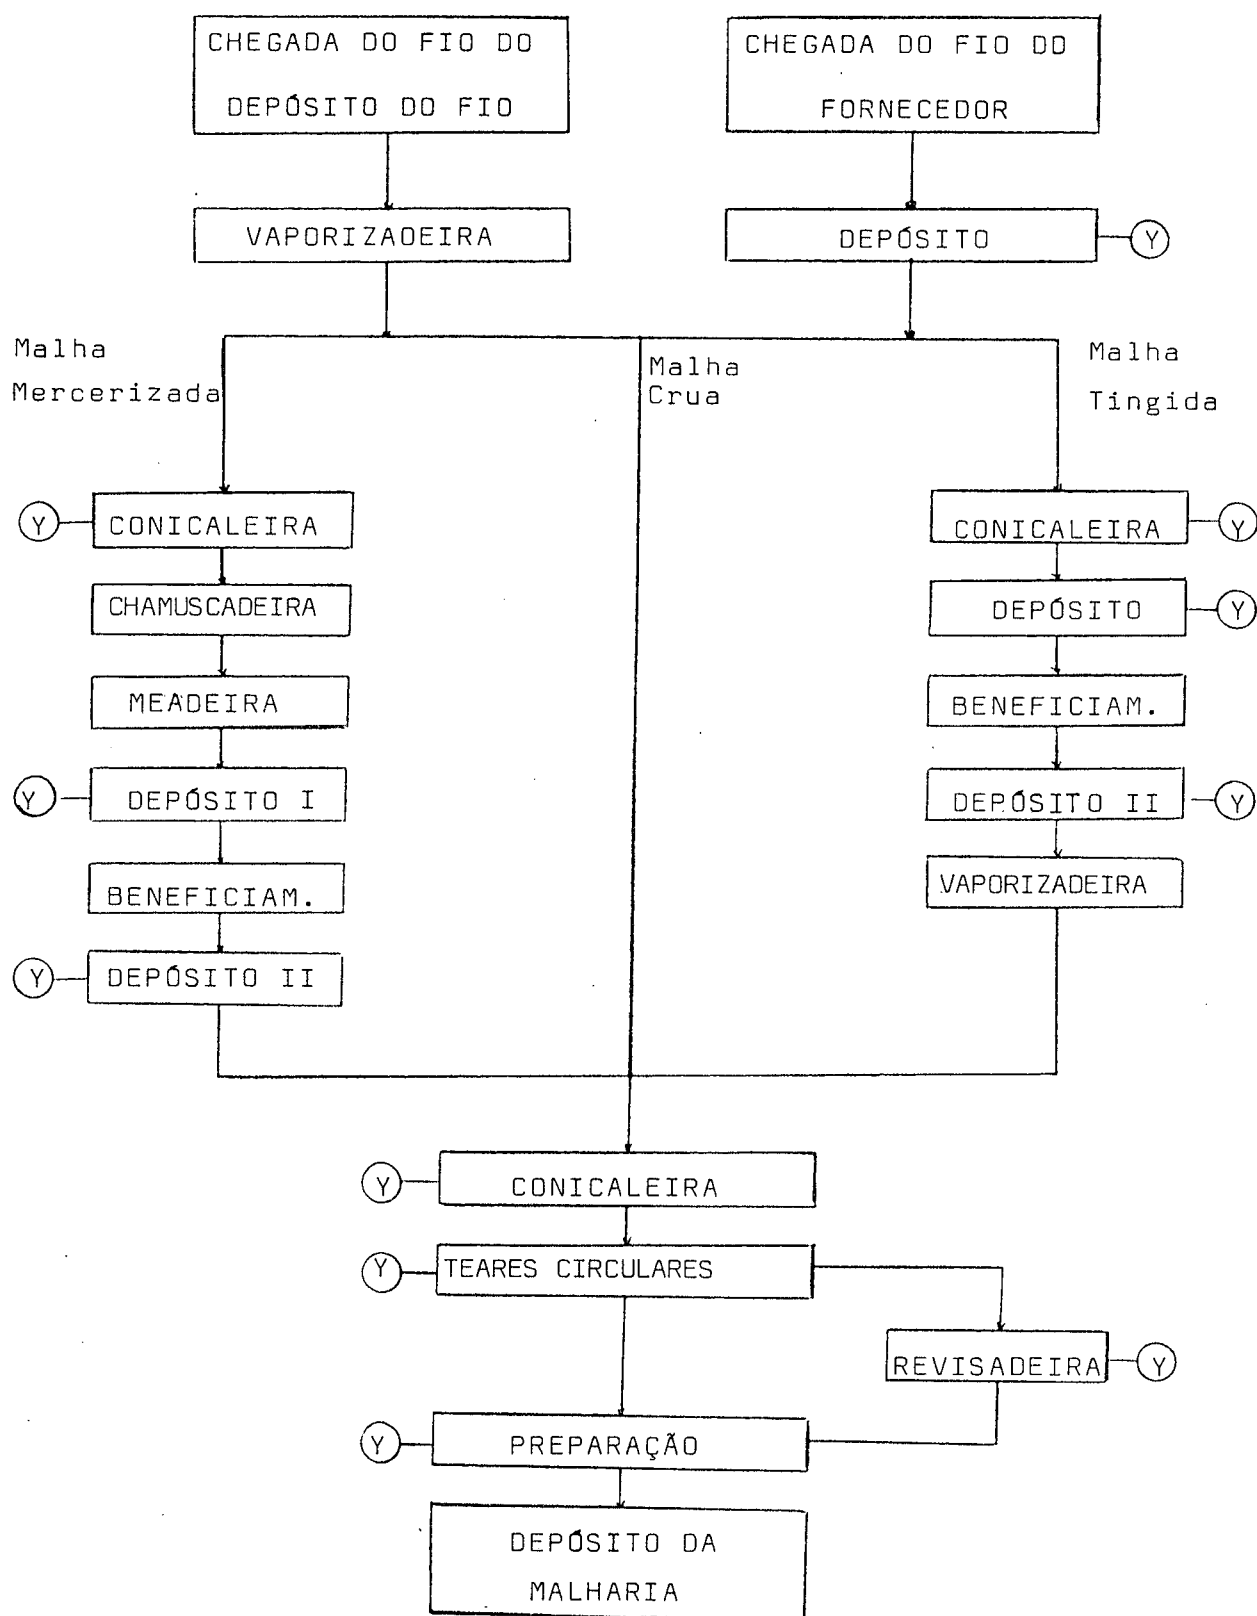 CHEGADA DO FIO DO
DEPÓSITO DO FIO
CHEGADA DO FIO DO
FORNECEDOR
VAPORIZADEIRA
DEPÓSITO
Y
Malha
Mercerizada
Malha
Crua
Malha
Tingida
Y
CONICALEIRA
CHAMUSCADEIRA
MEADEIRA
Y
DEPÓSITO I
BENEFICIAM.
Y
DEPÓSITO II
CONICALEIRA
Y
DEPÓSITO
Y
BENEFICIAM.
DEPÓSITO II
Y
VAPORIZADEIRA
Y
CONICALEIRA
Y
TEARES CIRCULARES
REVISADEIRA
Y
Y
PREPARAÇÃO
DEPÓSITO DA
MALHARIA